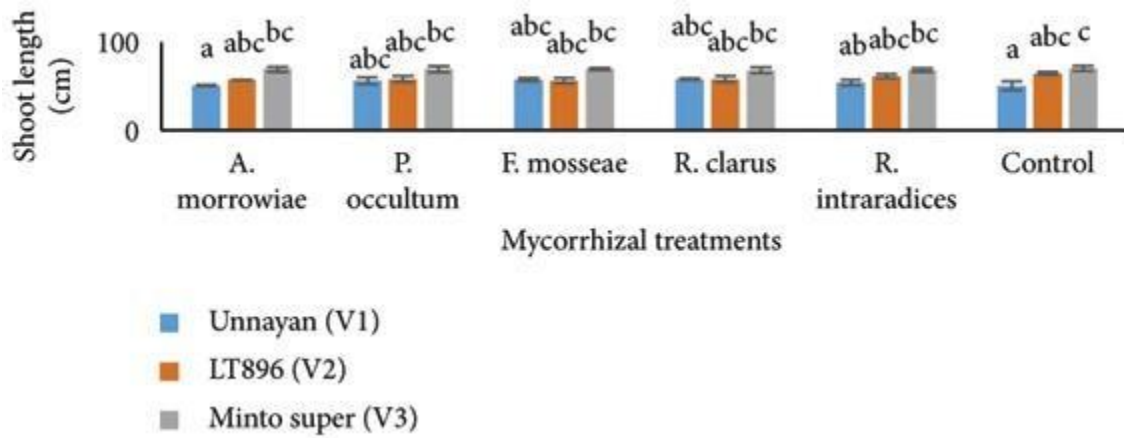 Shoot length
(cm)
100
0
a abc bc
abc abc bc
abc abc bc
abc abc bc
ab abc bc
a abc c
A.
morrowiae
P.
occultum
F. mosseae
R. clarus
R.
intraradices
Control
Mycorrhizal treatments
Unnayan (V1)
LT896 (V2)
Minto super (V3)